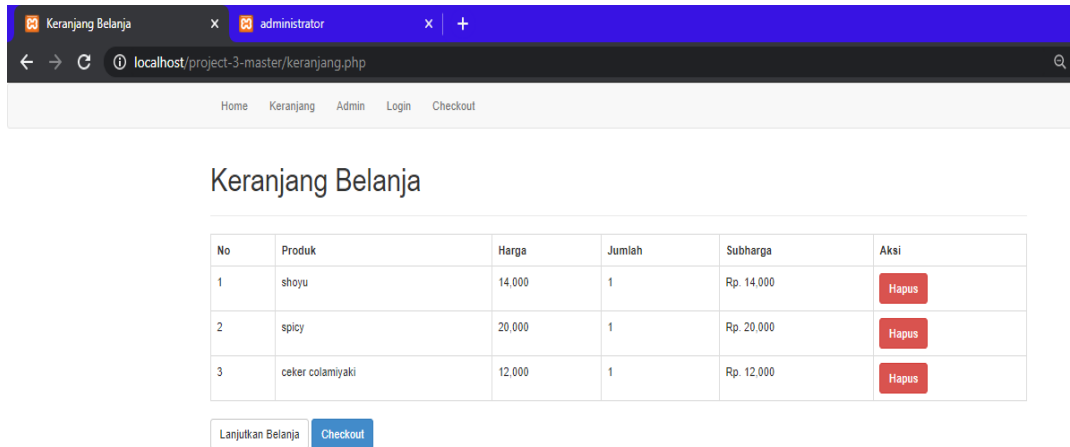 Keranjang Belanja × administrator × +
localhost/project-3-master/keranjang.php
Home Keranjang Admin Login Checkout
Keranjang Belanja
No Produk Harga Jumlah Subharga Aksi
1 shoyu 14,000 1 Rp. 14,000 Hapus
2 spicy 20,000 1 Rp. 20,000 Hapus
3 ceker colamiyaki 12,000 1 Rp. 12,000 Hapus
Lanjutkan Belanja Checkout